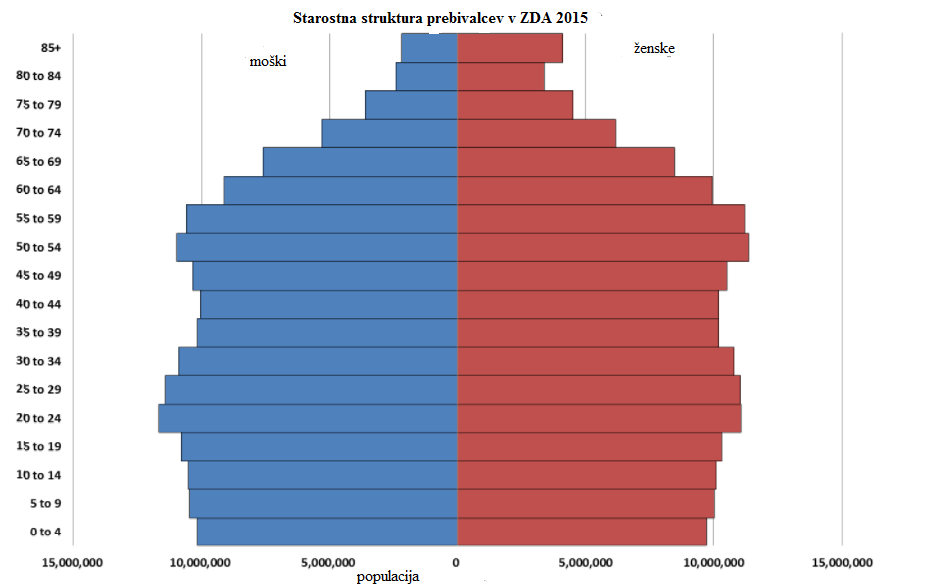 Starostna struktura prebivalcev v ZDA 2015
moški
ženske
85+
80 to 84
75 to 79
70 to 74
65 to 69
60 to 64
55 to 59
50 to 54
45 to 49
40 to 44
35 to 39
30 to 34
25 to 29
20 to 24
15 to 19
10 to 14
5 to 9
0 to 4
15,000,000 10,000,000 5,000,000 0 5,000,000 10,000,000 15,000,000
populacija